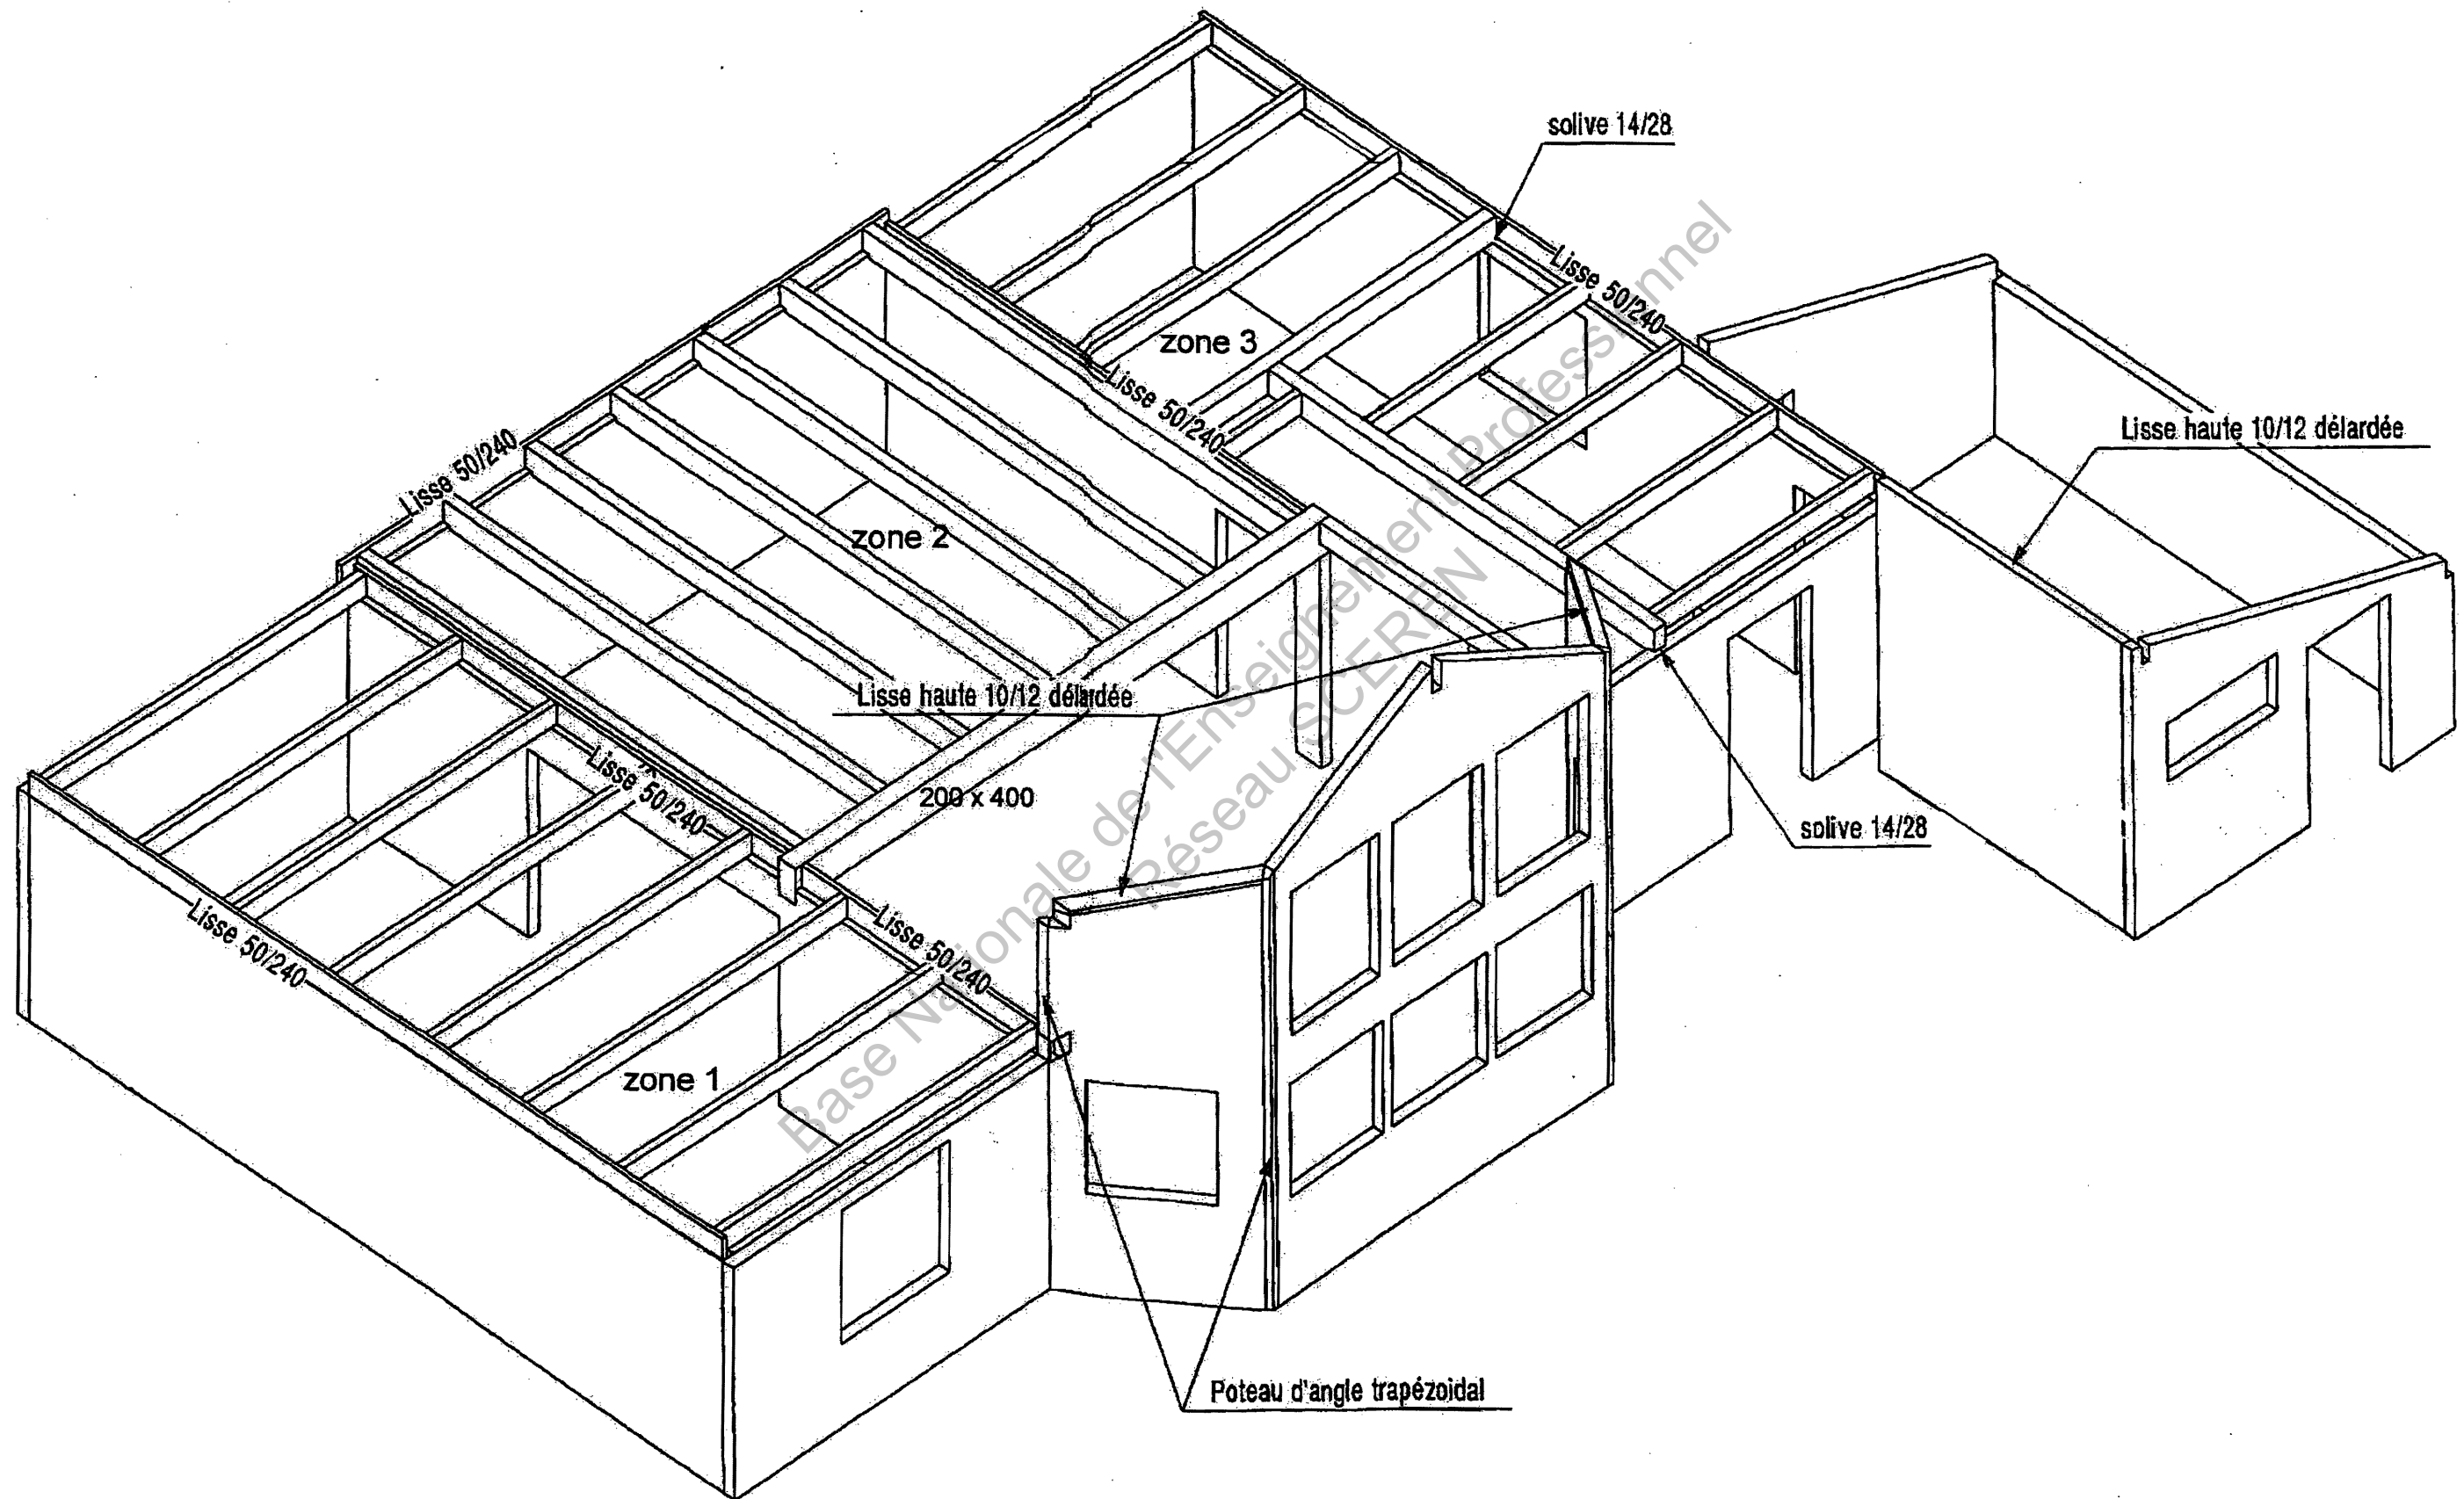 solive 14/28
Lisse 50/240
zone 3
Lisse 50/240
Lisse haute 10/12 délardée
Lisse 50/240
zone 2
Lisse haute 10/12 délardée
Lisse 50/240
200 x 400
solive 14/28
Lisse 50/240
Lisse 50/240
zone 1
Poteau d'angle trapézoidal
Base Nationale de l'Enseignement Professionnel
Réseau SCEREN